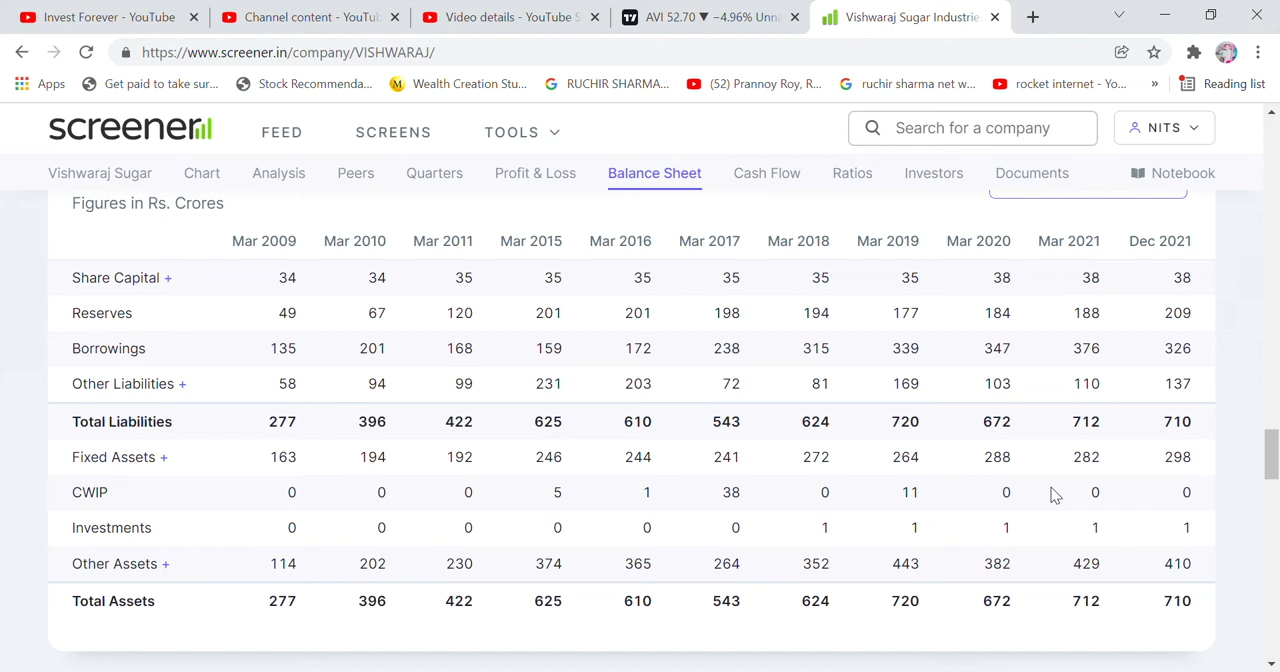 Invest Forever - YouTube
Channel content - YouTub
Video details - YouTube S
AVI 52.70 ▼ −4.96% Unna
Vishwaraj Sugar Industrie
https://www.screener.in/company/VISHWARAJ/
Apps Get paid to take sur... Stock Recommenda... M Wealth Creation Stu... G RUCHIR SHARMA... (52) Prannoy Roy, R... G ruchir sharma net w... rocket internet - Yo... » Reading list
screener FEED SCREENS TOOLS Search for a company NITS
Vishwaraj Sugar Chart Analysis Peers Quarters Profit & Loss Balance Sheet Cash Flow Ratios Investors Documents Notebook
Figures in Rs. Crores
Mar 2009 Mar 2010 Mar 2011 Mar 2015 Mar 2016 Mar 2017 Mar 2018 Mar 2019 Mar 2020 Mar 2021 Dec 2021
Share Capital + 34 34 35 35 35 35 35 35 38 38 38
Reserves 49 67 120 201 201 198 194 177 184 188 209
Borrowings 135 201 168 159 172 238 315 339 347 376 326
Other Liabilities + 58 94 99 231 203 72 81 169 103 110 137
Total Liabilities 277 396 422 625 610 543 624 720 672 712 710
Fixed Assets + 163 194 192 246 244 241 272 264 288 282 298
CWIP 0 0 0 5 1 38 0 11 0 0 0
Investments 0 0 0 0 0 0 1 1 1 1 1
Other Assets + 114 202 230 374 365 264 352 443 382 429 410
Total Assets 277 396 422 625 610 543 624 720 672 712 710